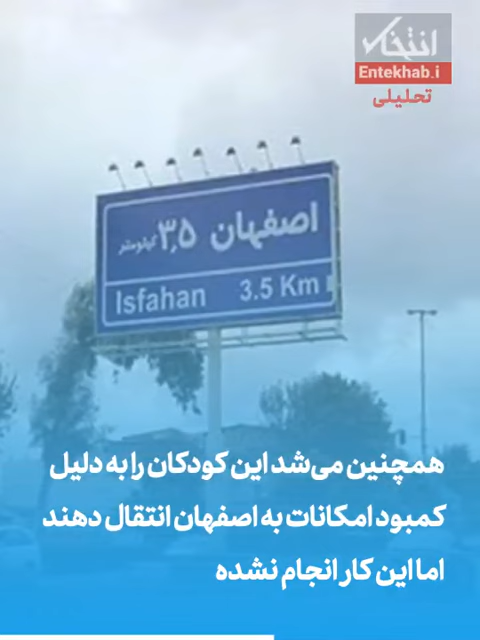 انتخاب
Entekhab.i
تحلیلی
اصفهان ۳٫۵ کیلومتر
Isfahan 3.5 Km
همچنین می‌شد این کودکان را به دلیل
کمبود امکانات به اصفهان انتقال دهند
اما این کار انجام نشده